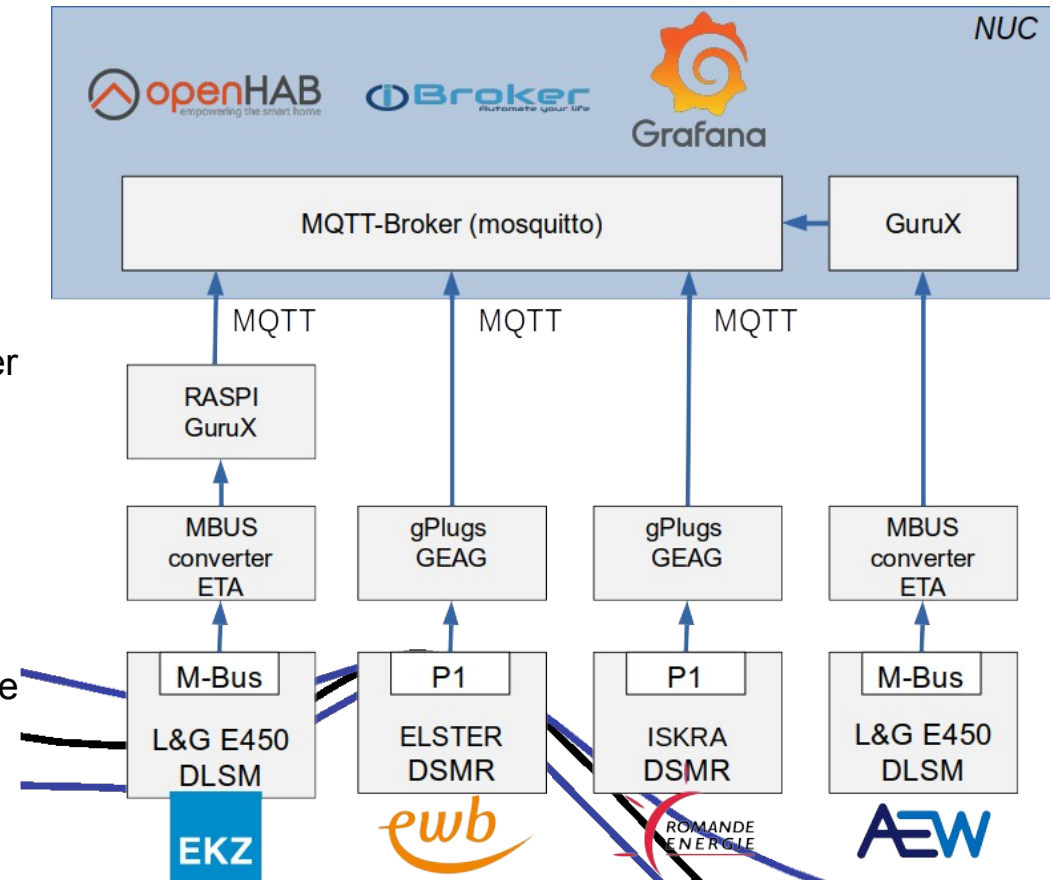 NUC
openHAB
empowering the smart home
iBroker
Automate your life
Grafana
MQTT-Broker (mosquitto)
GuruX
MQTT
MQTT
MQTT
er
RASPI
GuruX
MBUS
converter
ETA
gPlugs
GEAG
gPlugs
GEAG
MBUS
converter
ETA
e
M-Bus
L&G E450
DLSM
P1
ELSTER
DSMR
P1
ISKRA
DSMR
M-Bus
L&G E450
DLSM
EKZ
ewb
ROMANDE
ENERGIE
AEW